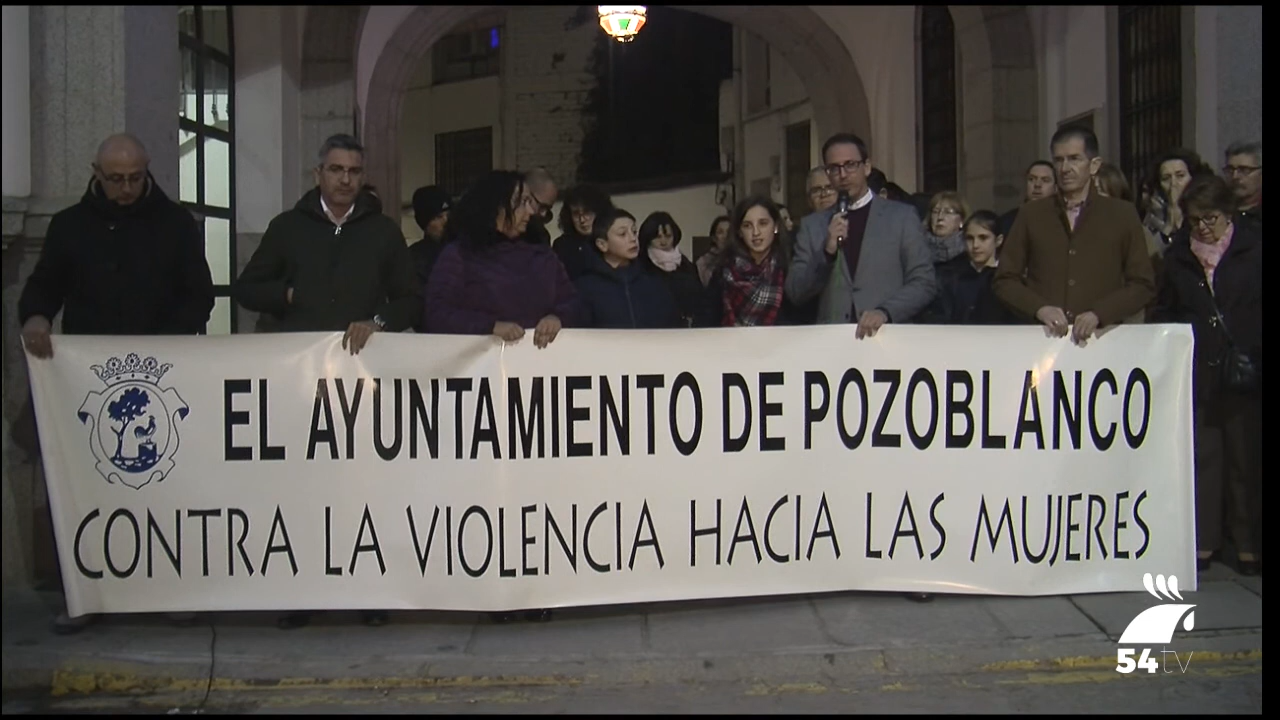 EL AYUNTAMIENTO DE POZOBLANCO
CONTRA LA VIOLENCIA HACIA LAS MUJERES
54tv